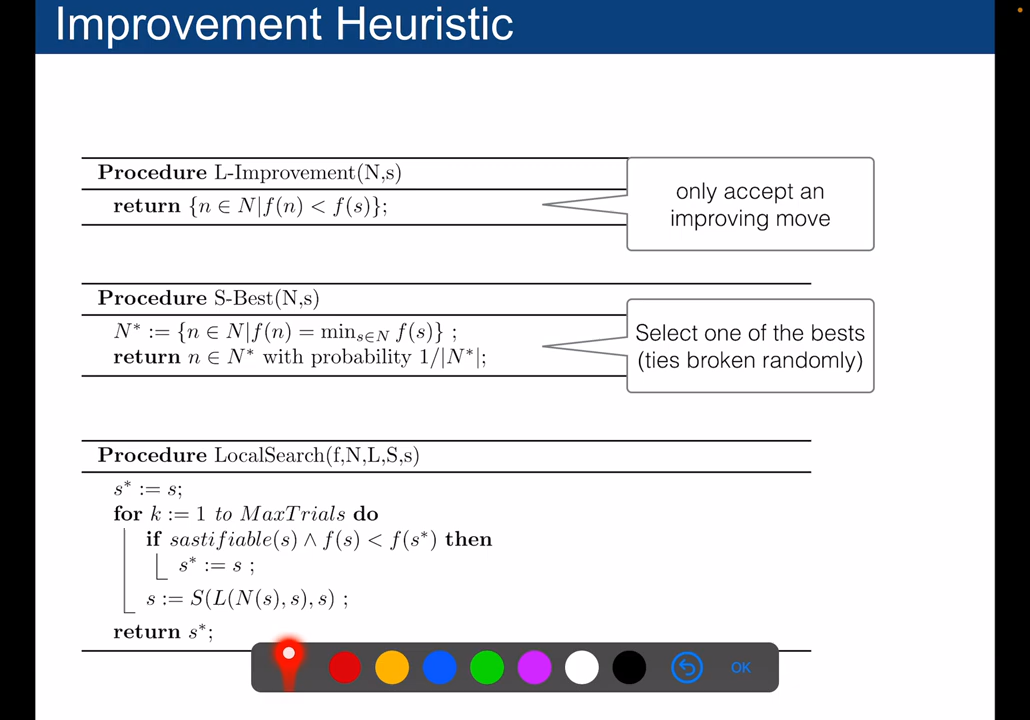 Improvement Heuristic
Procedure L-Improvement(N,s)
return {n ∈ N|f(n) < f(s)};
only accept an
improving move
Procedure S-Best(N,s)
N* := {n ∈ N|f(n) = min_{s∈N} f(s)} ;
return n ∈ N* with probability 1/|N*|;
Select one of the bests
(ties broken randomly)
Procedure LocalSearch(f,N,L,S,s)
s* := s;
for k := 1 to MaxTrials do
if sastifiable(s) ∧ f(s) < f(s*) then
s* := s ;
s := S(L(N(s), s), s) ;
return s*;
OK